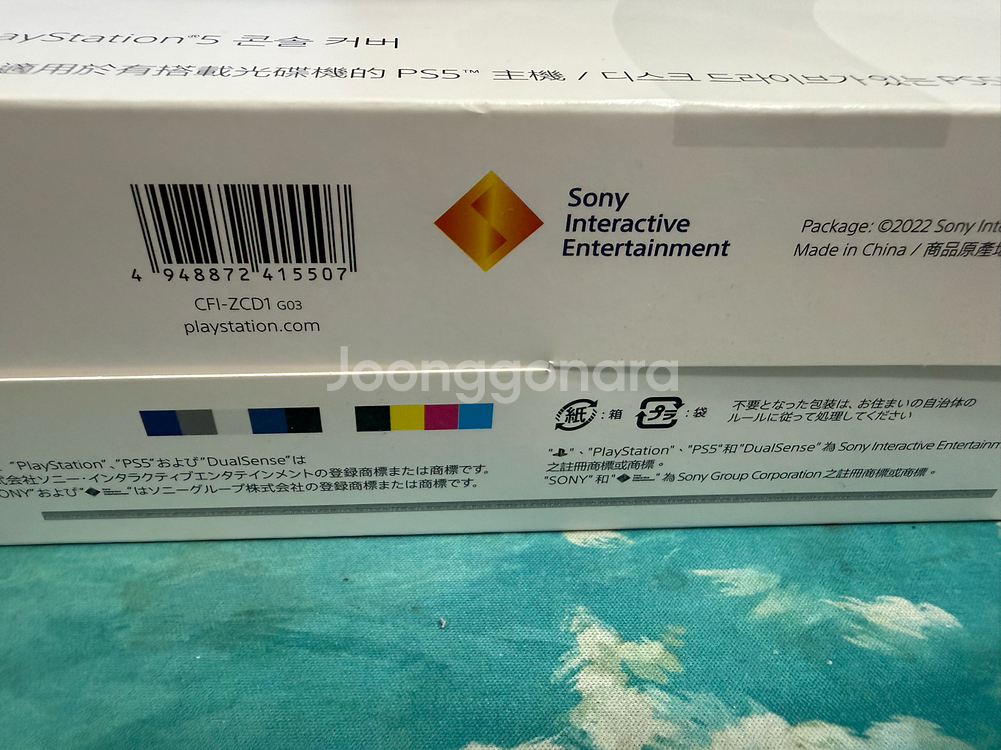 ayStation®5 콘솔 커버
適用於有搭載光碟機的 PS5™ 主機 / 디스크 드라이브가 있는 PS5
4 948872 415507
CFI-ZCD1 G03
playstation.com
Sony
Interactive
Entertainment
Package: ©2022 Sony Inte
Made in China / 商品原產地
Joonggonara
紙 : 箱
プラ : 袋
不要となった包装は、お住まいの自治体の
ルールに従って処理してください
、"PlayStation"、"PS5"および"DualSense"は
式会社ソニー・インタラクティブエンタテインメントの登録商標または商標です。
ONY"および" "はソニーグループ株式会社の登録商標または商標です。
" "、"PlayStation"、"PS5"和"DualSense"為 Sony Interactive Entertainm
之註冊商標或商標。
"SONY"和" "為 Sony Group Corporation 之註冊商標或商標。